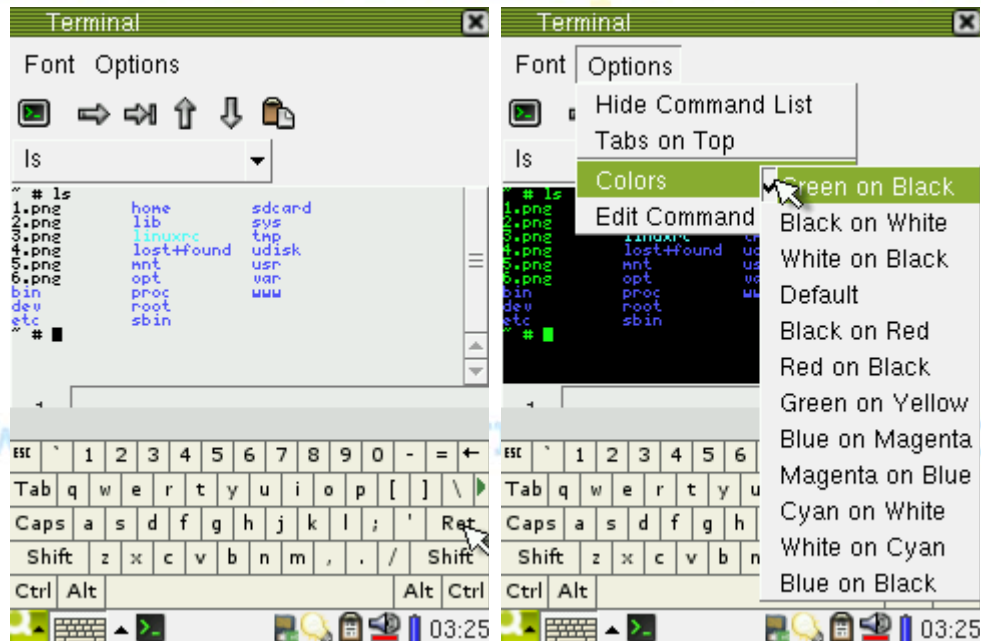 Terminal
Font Options
ls
~ # ls
1.png home sdcard
2.png lib sys
3.png linuxrc tmp
4.png lost+found udisk
5.png mnt usr
6.png opt var
bin proc www
dev root
etc sbin
~ #
ESC ` 1 2 3 4 5 6 7 8 9 0 - = ←
Tab q w e r t y u i o p [ ] \
Caps a s d f g h j k l ; ' Ret
Shift z x c v b n m , . / Shift
Ctrl Alt Alt Ctrl
03:25
Terminal
Font Options
Hide Command List
Tabs on Top
Colors
Edit Command
Green on Black
Black on White
White on Black
Default
Black on Red
Red on Black
Green on Yellow
Blue on Magenta
Magenta on Blue
Cyan on White
White on Cyan
Blue on Black
ls
~ # ls
1.png
2.png
3.png linuxrc
4.png lost+found
5.png mnt
6.png opt
bin proc
dev root
etc sbin
~ #
ESC ` 1 2 3 4 5 6
Tab q w e r t y u
Caps a s d f g h
Shift z x c v b n
Ctrl Alt
03:25